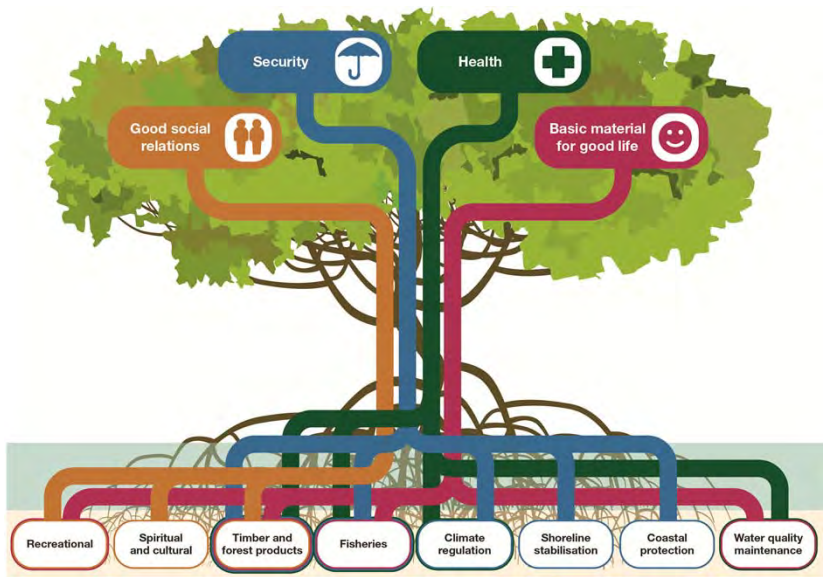 Security
Health
Good social
relations
Basic material
for good life
Recreational
Spiritual
and cultural
Timber and
forest products
Fisheries
Climate
regulation
Shoreline
stabilisation
Coastal
protection
Water quality
maintenance